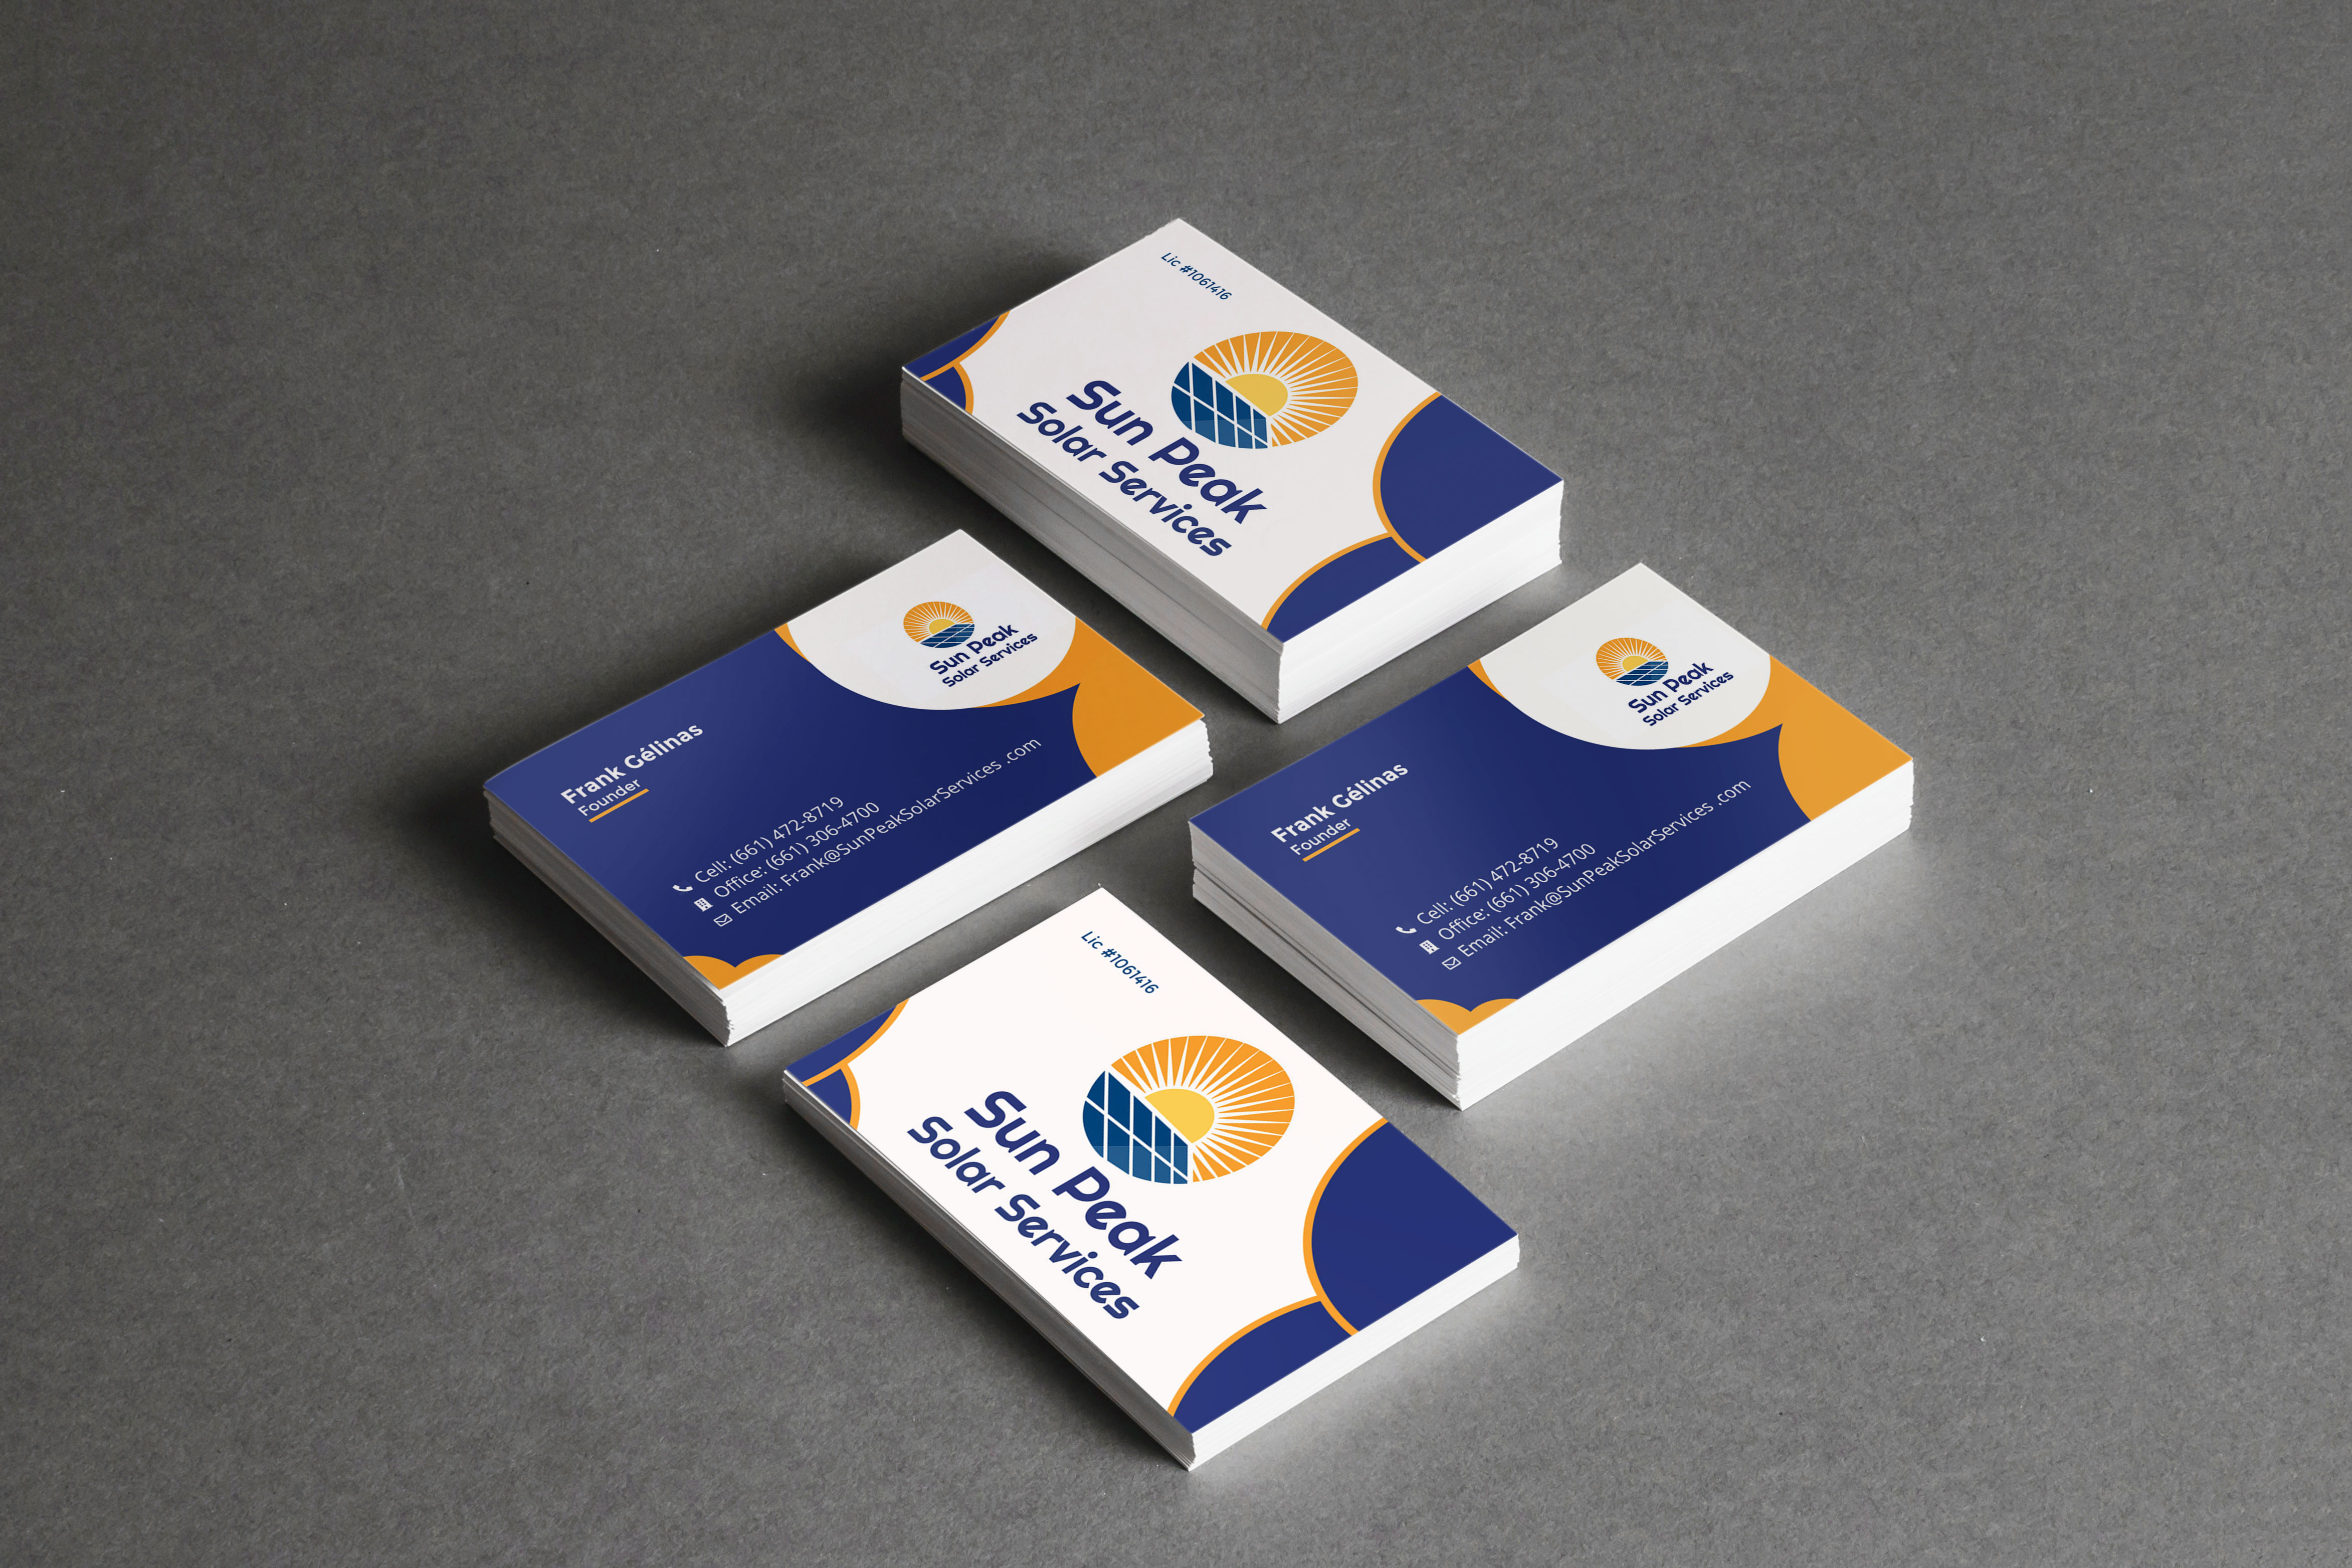 Lic #1061416
Sun Peak
Solar Services
Sun Peak
Solar Services
Frank Gélinas
Founder
Cell: (661) 472-8719
Office: (661) 306-4700
Email: Frank@SunPeakSolarServices .com
Sun Peak
Solar Services
Frank Gélinas
Founder
Cell: (661) 472-8719
Office: (661) 306-4700
Email: Frank@SunPeakSolarServices .com
Lic #1061416
Sun Peak
Solar Services